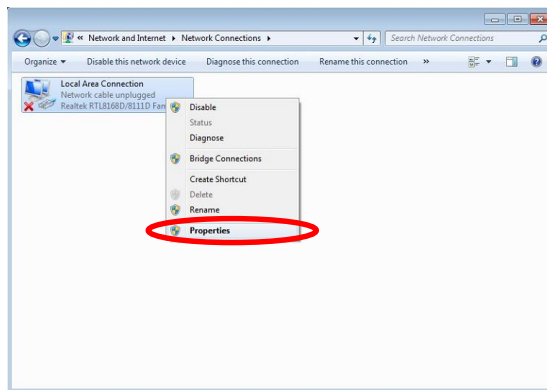 « Network and Internet ▸ Network Connections ▸
Search Network Connections
Organize ▾ Disable this network device Diagnose this connection Rename this connection »
Local Area Connection
Network cable unplugged
Realtek RTL8168D/8111D Fam
Disable
Status
Diagnose
Bridge Connections
Create Shortcut
Delete
Rename
Properties